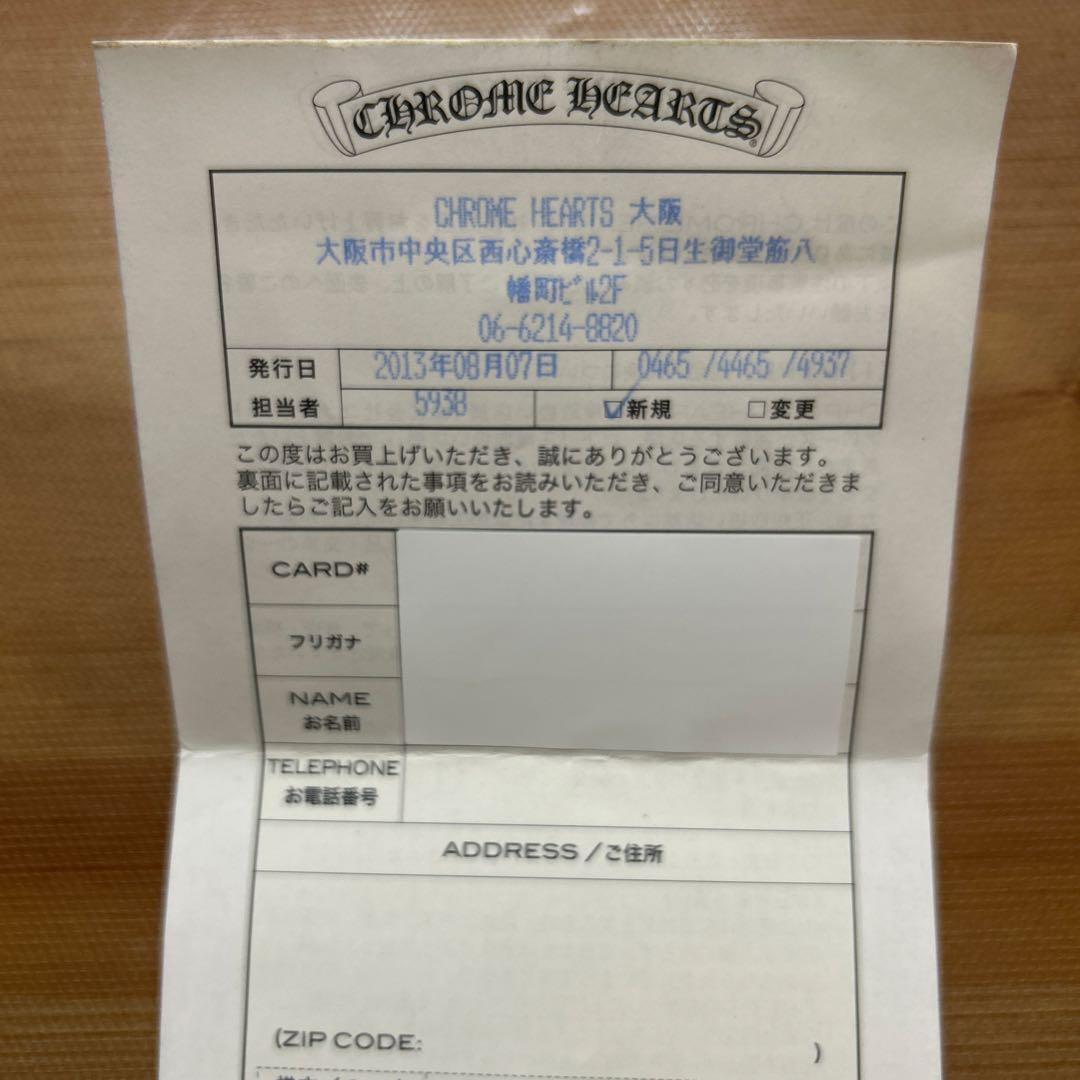 CHROME HEARTS®
CHROME HEARTS 大阪
大阪市中央区西心斎橋2-1-5日生御堂筋八
幡町ビル2F
06-6214-8820
発行日 2013年08月07日 0465 /4465 /4937
担当者 5938 ☑新規 □変更
この度はお買上げいただき、誠にありがとうございます。
裏面に記載された事項をお読みいただき、ご同意いただきま
したらご記入をお願いいたします。
CARD#
フリガナ
NAME
お名前
TELEPHONE
お電話番号
ADDRESS/ご住所
(ZIP CODE: )